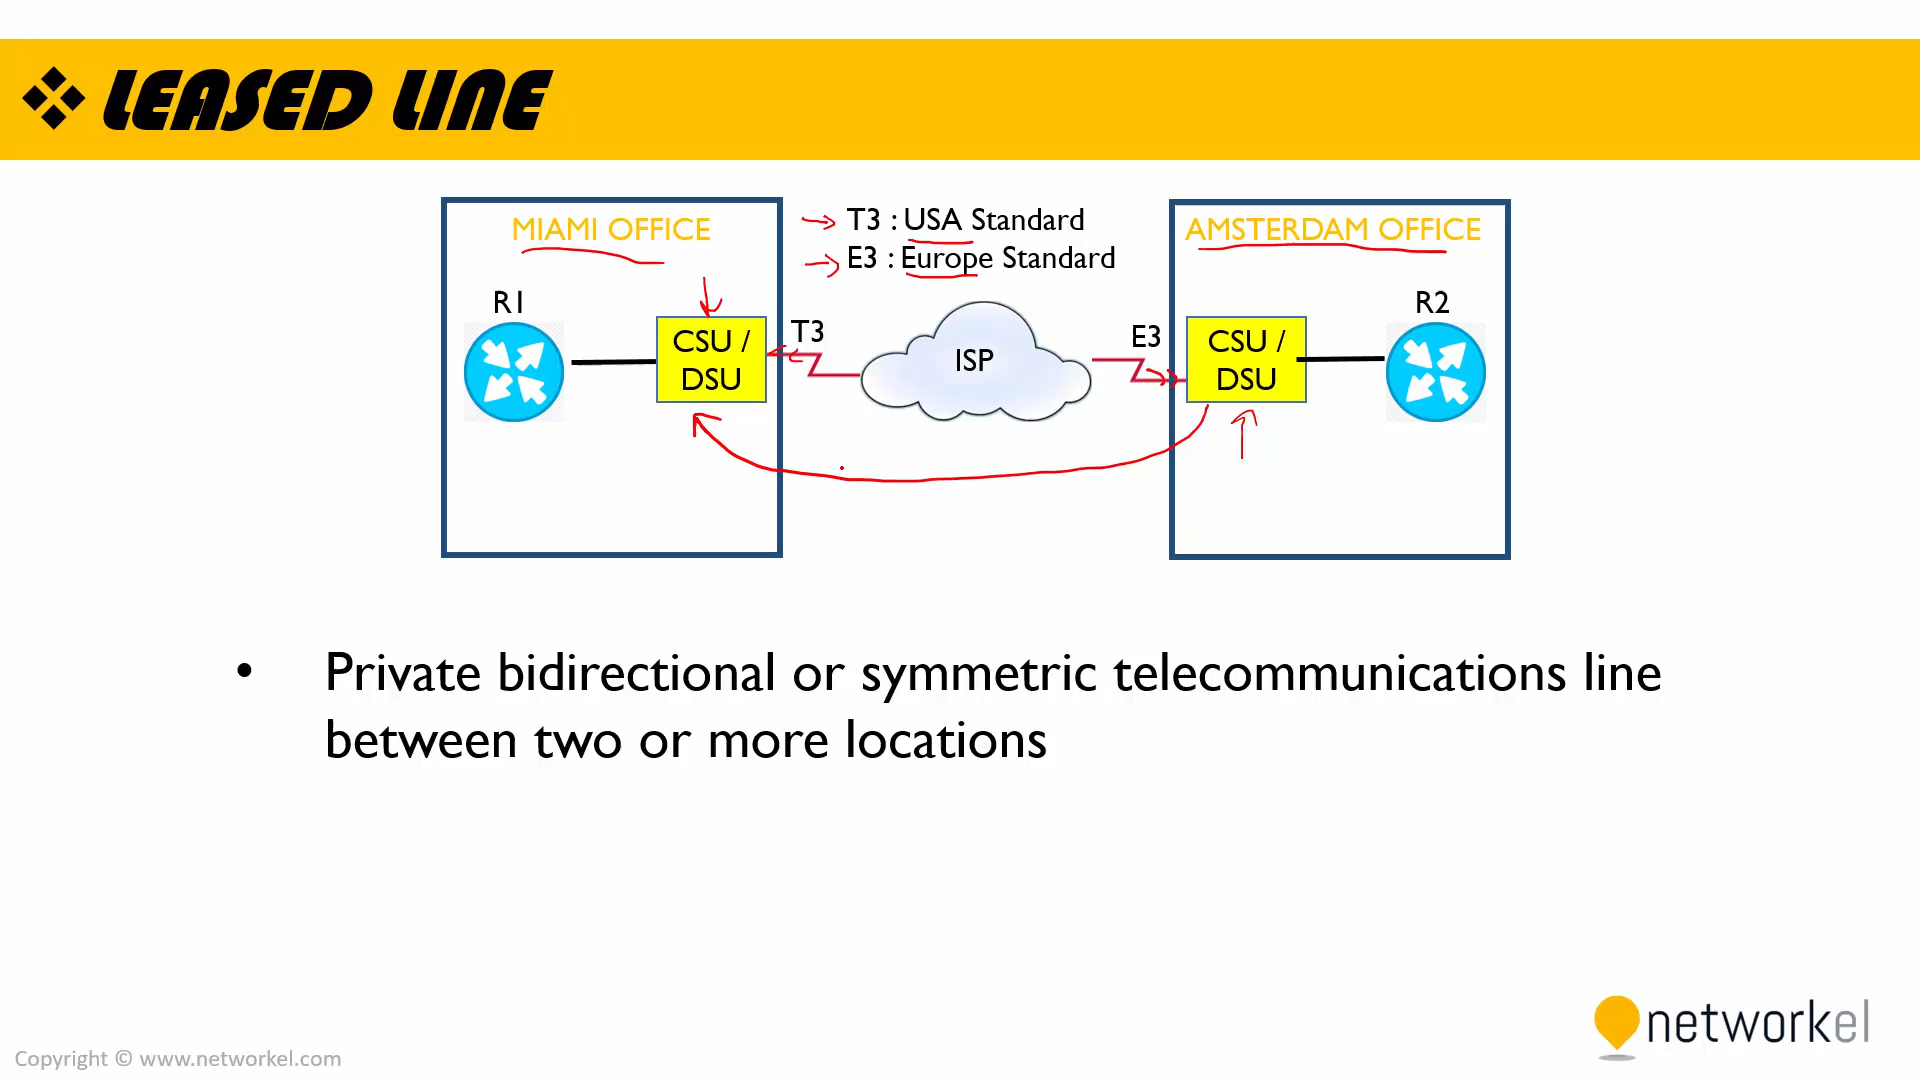 LEASED LINE
MIAMI OFFICE
T3 : USA Standard
E3 : Europe Standard
AMSTERDAM OFFICE
R1
CSU /
DSU
T3
ISP
E3
CSU /
DSU
R2
• Private bidirectional or symmetric telecommunications line
between two or more locations
networkel
Copyright © www.networkel.com